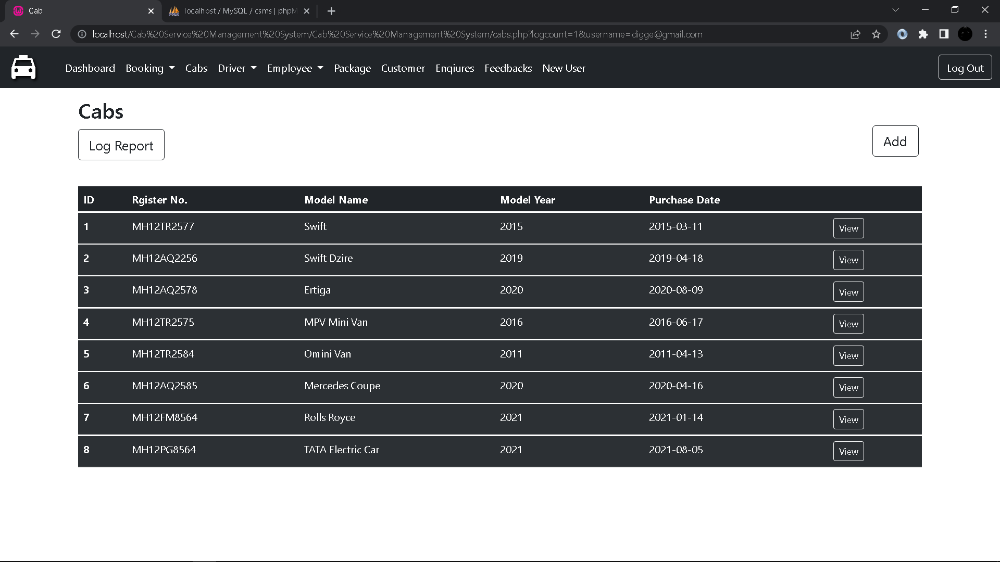 Cab
localhost / MySQL / csms | phpM
localhost/Cab%20Service%20Management%20System/Cab%20Service%20Management%20System/cabs.php?logcount=1&username=digge@gmail.com
Dashboard Booking Cabs Driver Employee Package Customer Enqiures Feedbacks New User Log Out
Cabs
Log Report Add
ID Rgister No. Model Name Model Year Purchase Date
1 MH12TR2577 Swift 2015 2015-03-11 View
2 MH12AQ2256 Swift Dzire 2019 2019-04-18 View
3 MH12AQ2578 Ertiga 2020 2020-08-09 View
4 MH12TR2575 MPV Mini Van 2016 2016-06-17 View
5 MH12TR2584 Omini Van 2011 2011-04-13 View
6 MH12AQ2585 Mercedes Coupe 2020 2020-04-16 View
7 MH12FM8564 Rolls Royce 2021 2021-01-14 View
8 MH12PG8564 TATA Electric Car 2021 2021-08-05 View